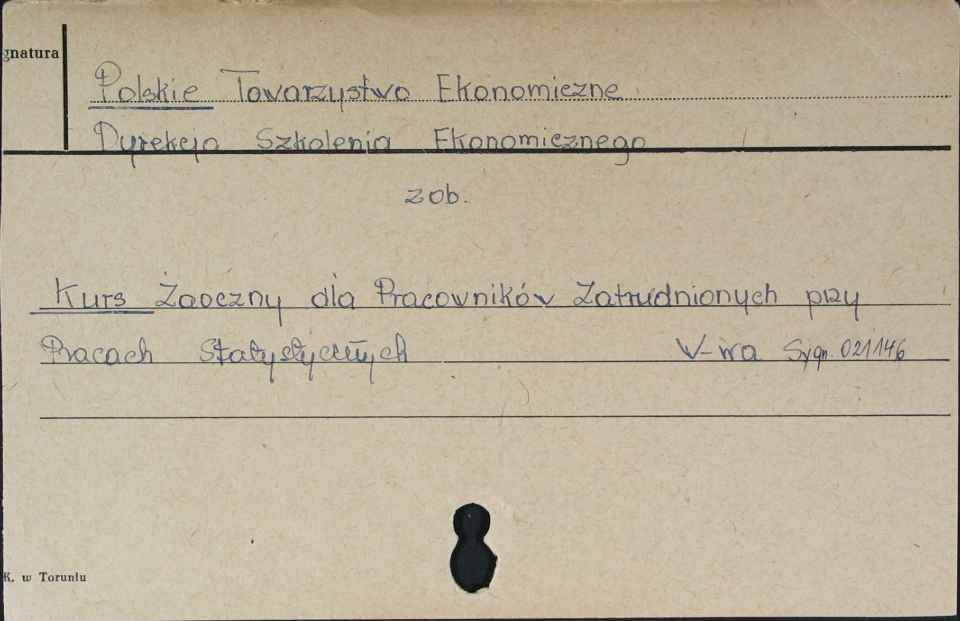 gnatura
Polskie Towarzystwo Ekonomiczne
Dyrekcja Szkolenia Ekonomicznego
zob.
Kurs Zaoczny dla Pracowników Zatrudnionych przy
Pracach Statystycznych W-wa Sygn. 021146
K. w Toruniu